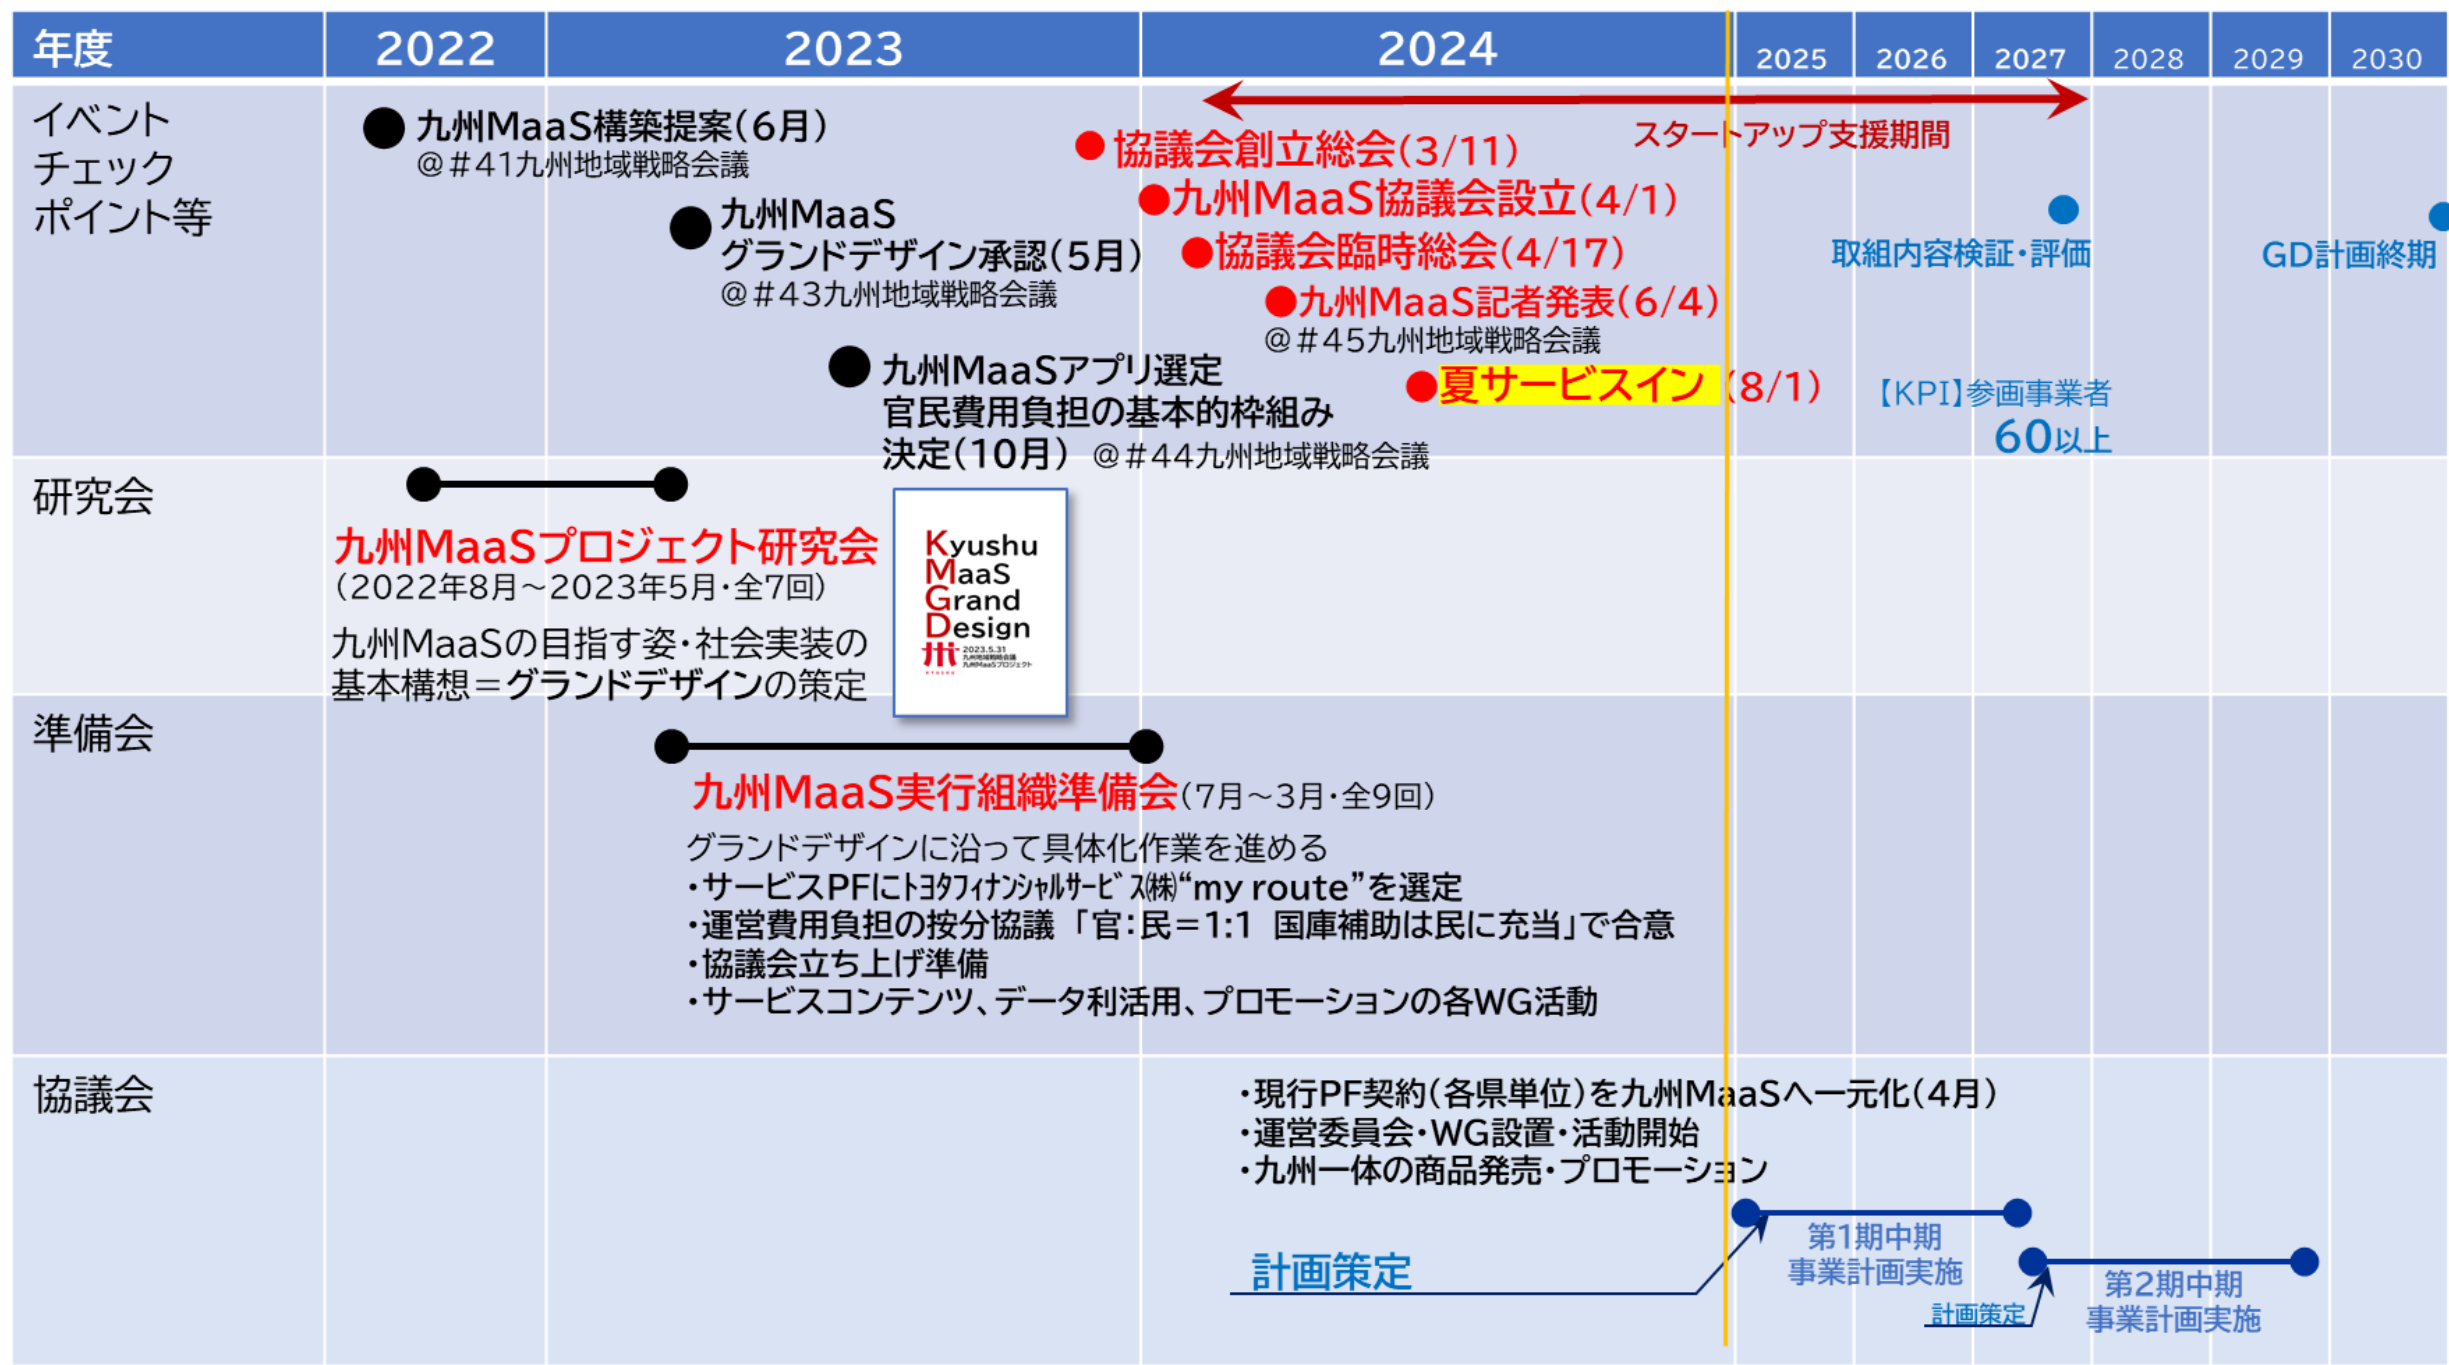 年度 2022 2023 2024 2025 2026 2027 2028 2029 2030
イベント
チェック
ポイント等
●九州MaaS構築提案(6月)
@#41九州地域戦略会議
九州MaaS
グランドデザイン承認(5月)
@#43九州地域戦略会議
九州MaaSアプリ選定
官民費用負担の基本的枠組み
決定(10月) @#44九州地域戦略会議
●協議会創立総会(3/11)
●九州MaaS協議会設立(4/1)
●協議会臨時総会(4/17)
●九州MaaS記者発表(6/4)
@#45九州地域戦略会議
●夏サービスイン(8/1)
スタートアップ支援期間
取組内容検証・評価
GD計画終期
【KPI】参画事業者
60以上
研究会
九州MaaSプロジェクト研究会
(2022年8月～2023年5月・全7回)
九州MaaSの目指す姿・社会実装の
基本構想=グランドデザインの策定
Kyushu
MaaS
Grand
Design
2023.5.31
九州地域戦略会議
九州MaaSプロジェクト
KYUSHU
準備会
九州MaaS実行組織準備会(7月～3月・全9回)
グランドデザインに沿って具体化作業を進める
・サービスPFにﾄﾖﾀﾌｨﾅﾝｼｬﾙｻｰﾋﾞｽ㈱“my route”を選定
・運営費用負担の按分協議「官:民=1:1 国庫補助は民に充当」で合意
・協議会立ち上げ準備
・サービスコンテンツ、データ利活用、プロモーションの各WG活動
協議会
・現行PF契約(各県単位)を九州MaaSへ一元化(4月)
・運営委員会・WG設置・活動開始
・九州一体の商品発売・プロモーション
計画策定
第1期中期
事業計画実施
計画策定
第2期中期
事業計画実施